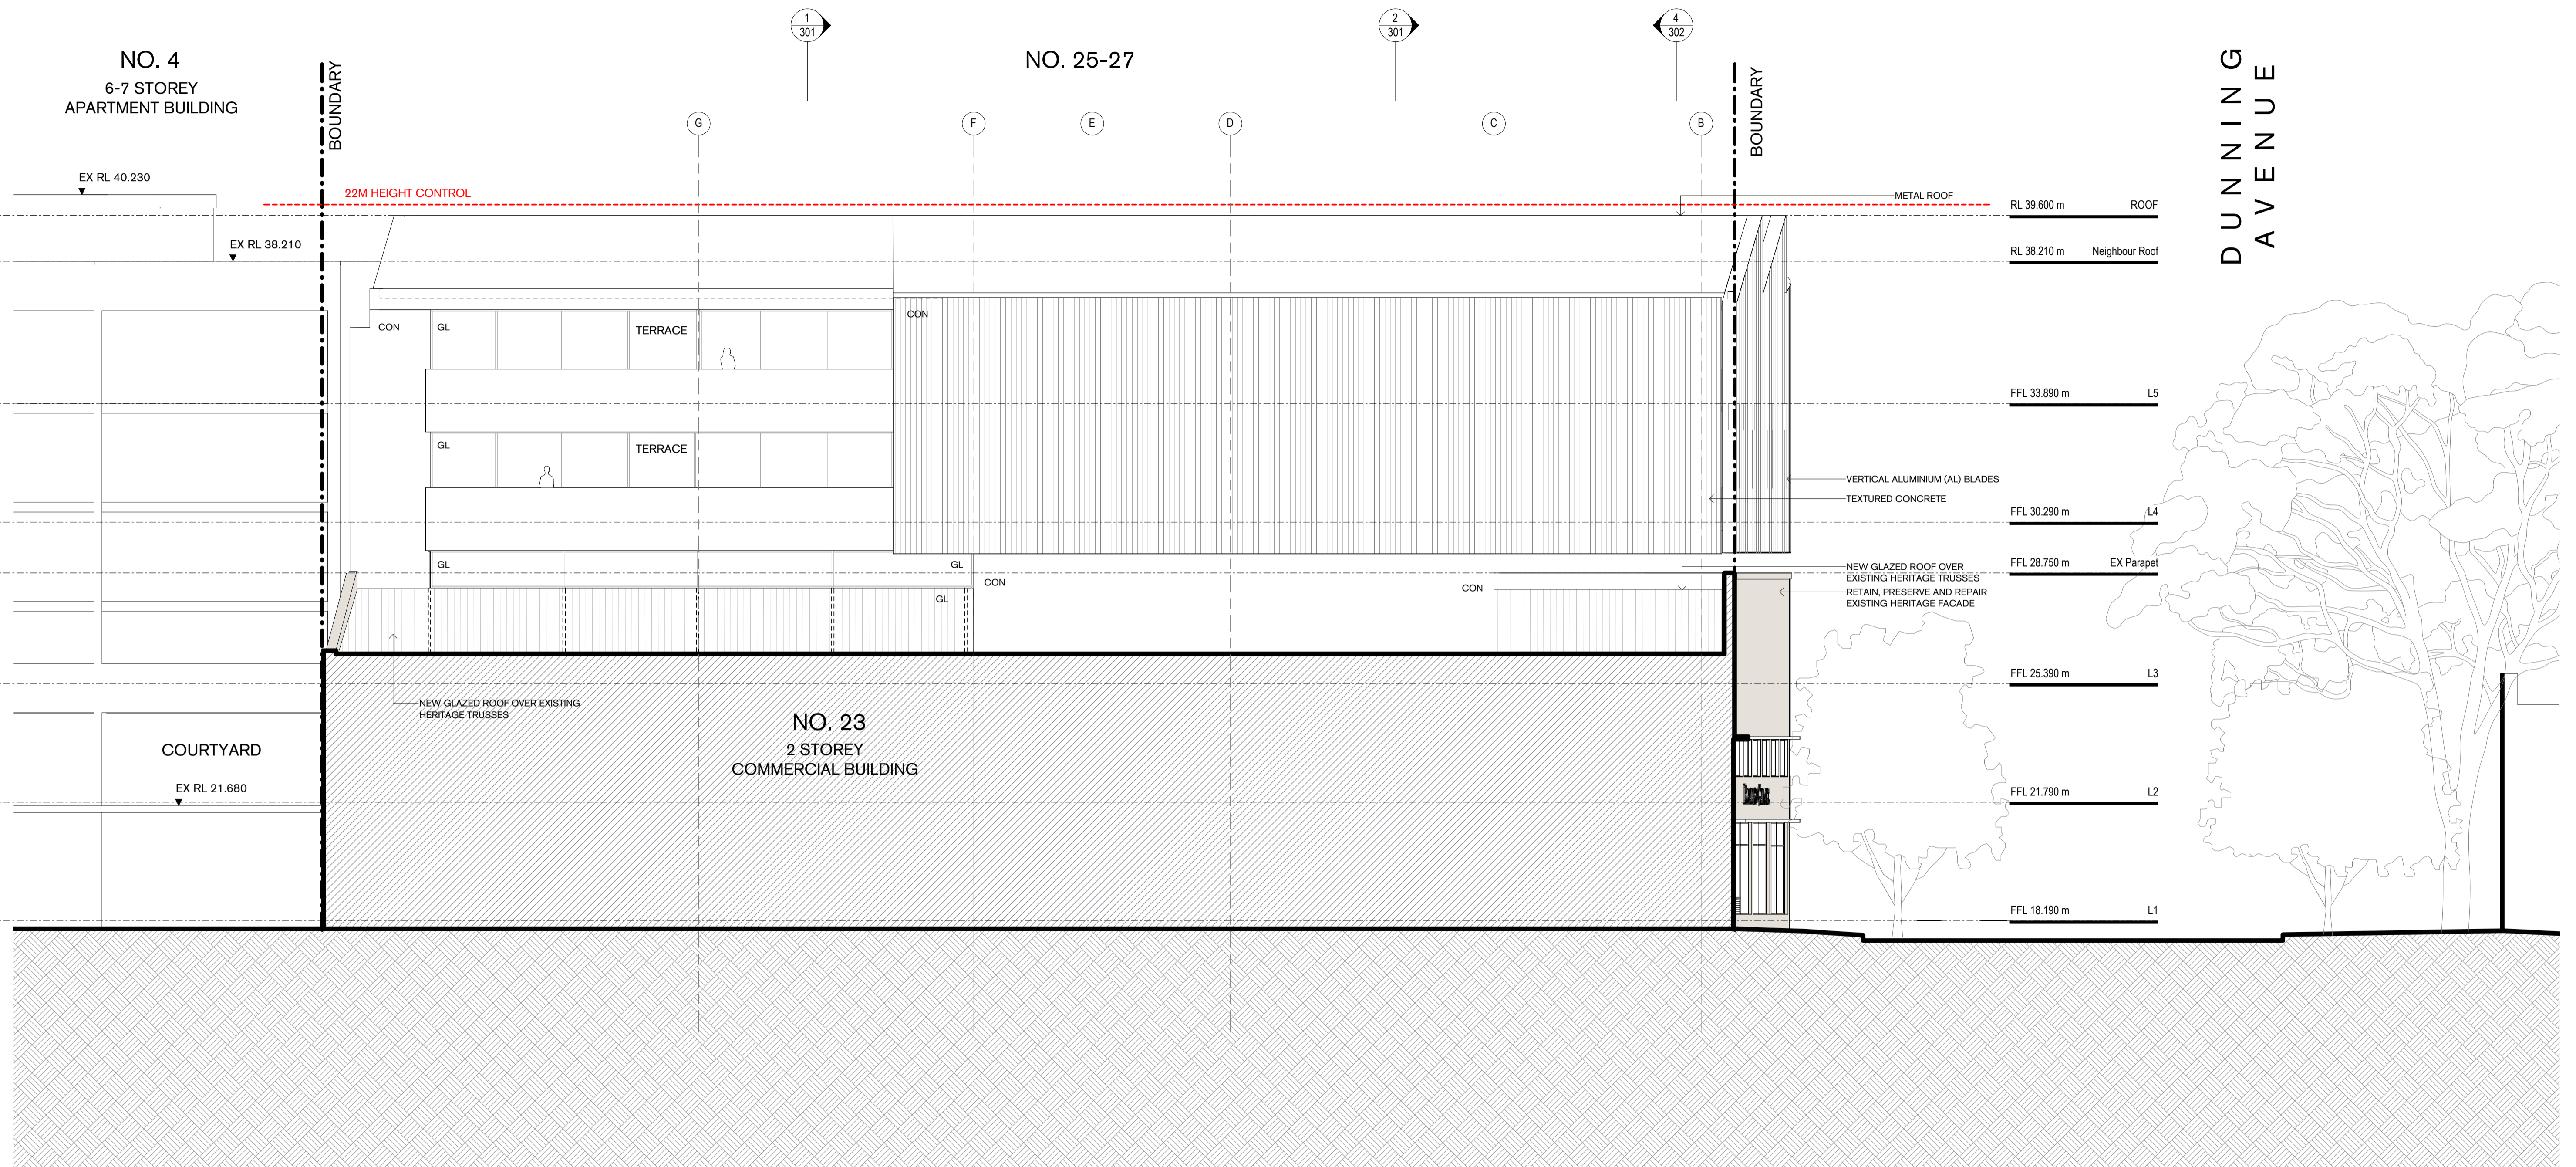 1
301
2
301
4
302
NO. 4
6-7 STOREY
APARTMENT BUILDING
BOUNDARY
NO. 25-27
BOUNDARY
DUNNING
AVENUE
G
F
E
D
C
B
EX RL 40.230
22M HEIGHT CONTROL
METAL ROOF
RL 39.600 m ROOF
EX RL 38.210
RL 38.210 m Neighbour Roof
CON
GL
TERRACE
CON
FFL 33.890 m L5
GL
TERRACE
VERTICAL ALUMINIUM (AL) BLADES
TEXTURED CONCRETE
FFL 30.290 m L4
GL
GL
CON
CON
GL
NEW GLAZED ROOF OVER
EXISTING HERITAGE TRUSSES
RETAIN, PRESERVE AND REPAIR
EXISTING HERITAGE FACADE
FFL 28.750 m EX Parapet
FFL 25.390 m L3
NEW GLAZED ROOF OVER EXISTING
HERITAGE TRUSSES
NO. 23
2 STOREY
COMMERCIAL BUILDING
COURTYARD
EX RL 21.680
FFL 21.790 m L2
FFL 18.190 m L1